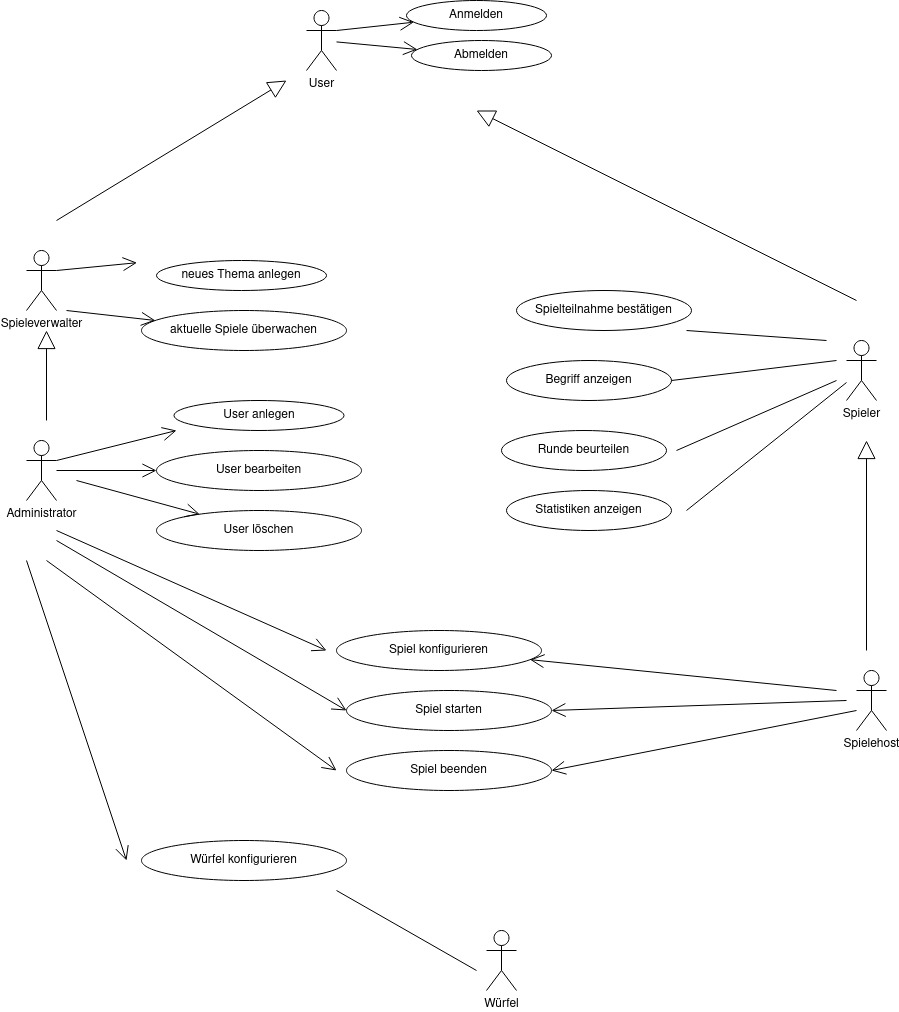 Anmelden
Abmelden
User
neues Thema anlegen
Spieleverwalter
aktuelle Spiele überwachen
Spielteilnahme bestätigen
Begriff anzeigen
Spieler
User anlegen
Runde beurteilen
User bearbeiten
Administrator
Statistiken anzeigen
User löschen
Spiel konfigurieren
Spiel starten
Spielehost
Spiel beenden
Würfel konfigurieren
Würfel